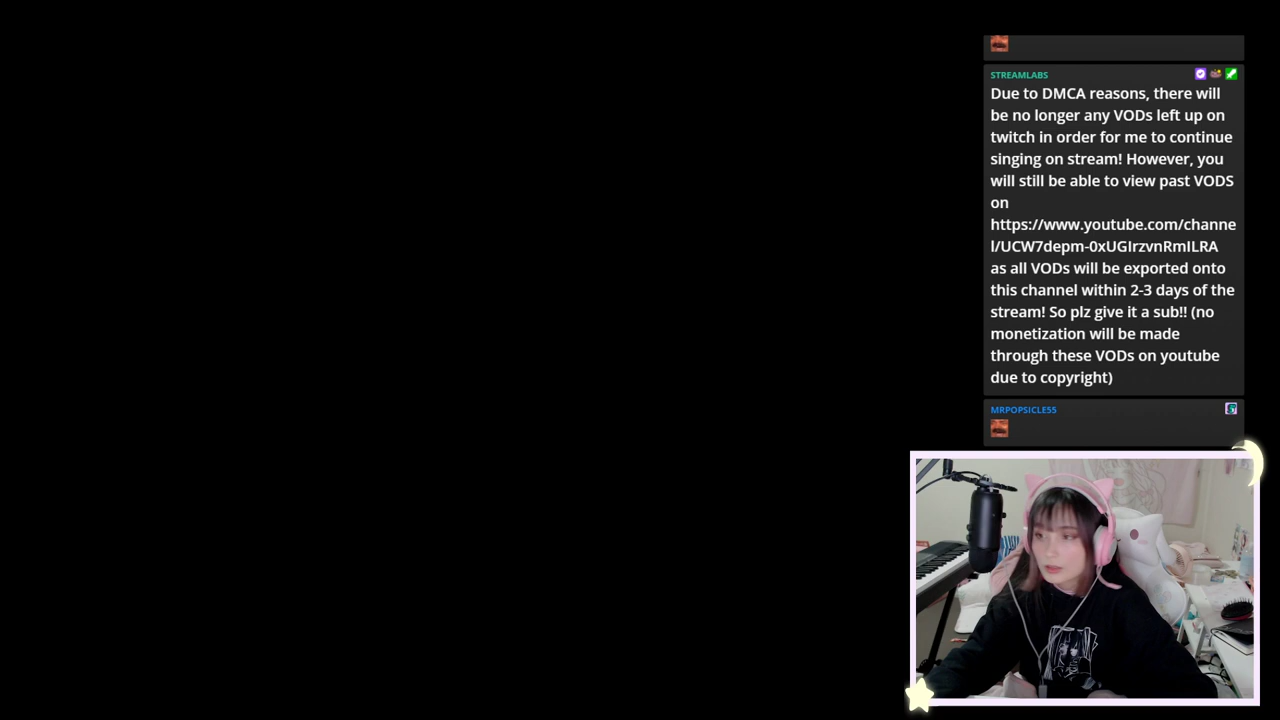 STREAMLABS
Due to DMCA reasons, there will
be no longer any VODs left up on
twitch in order for me to continue
singing on stream! However, you
will still be able to view past VODS
on
https://www.youtube.com/channe
l/UCW7depm-0xUGIrzvnRmILRA
as all VODs will be exported onto
this channel within 2-3 days of the
stream! So plz give it a sub!! (no
monetization will be made
through these VODs on youtube
due to copyright)
MRPOPSICLE55